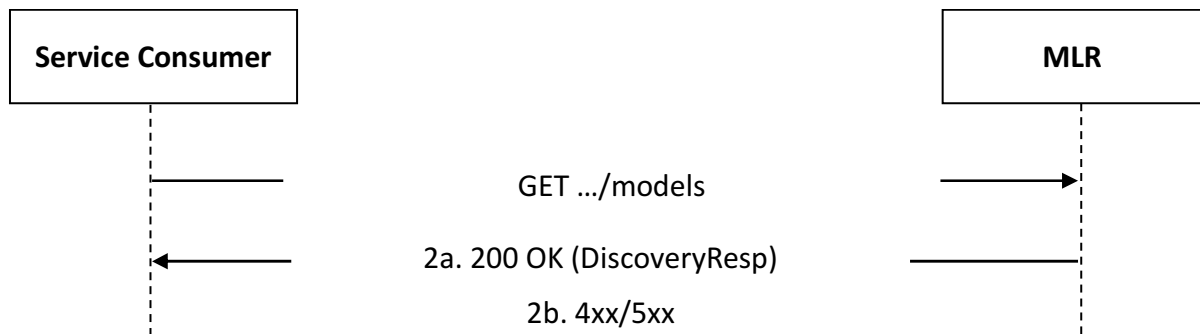 Service Consumer
MLR
GET …/models
2a. 200 OK (DiscoveryResp)
2b. 4xx/5xx